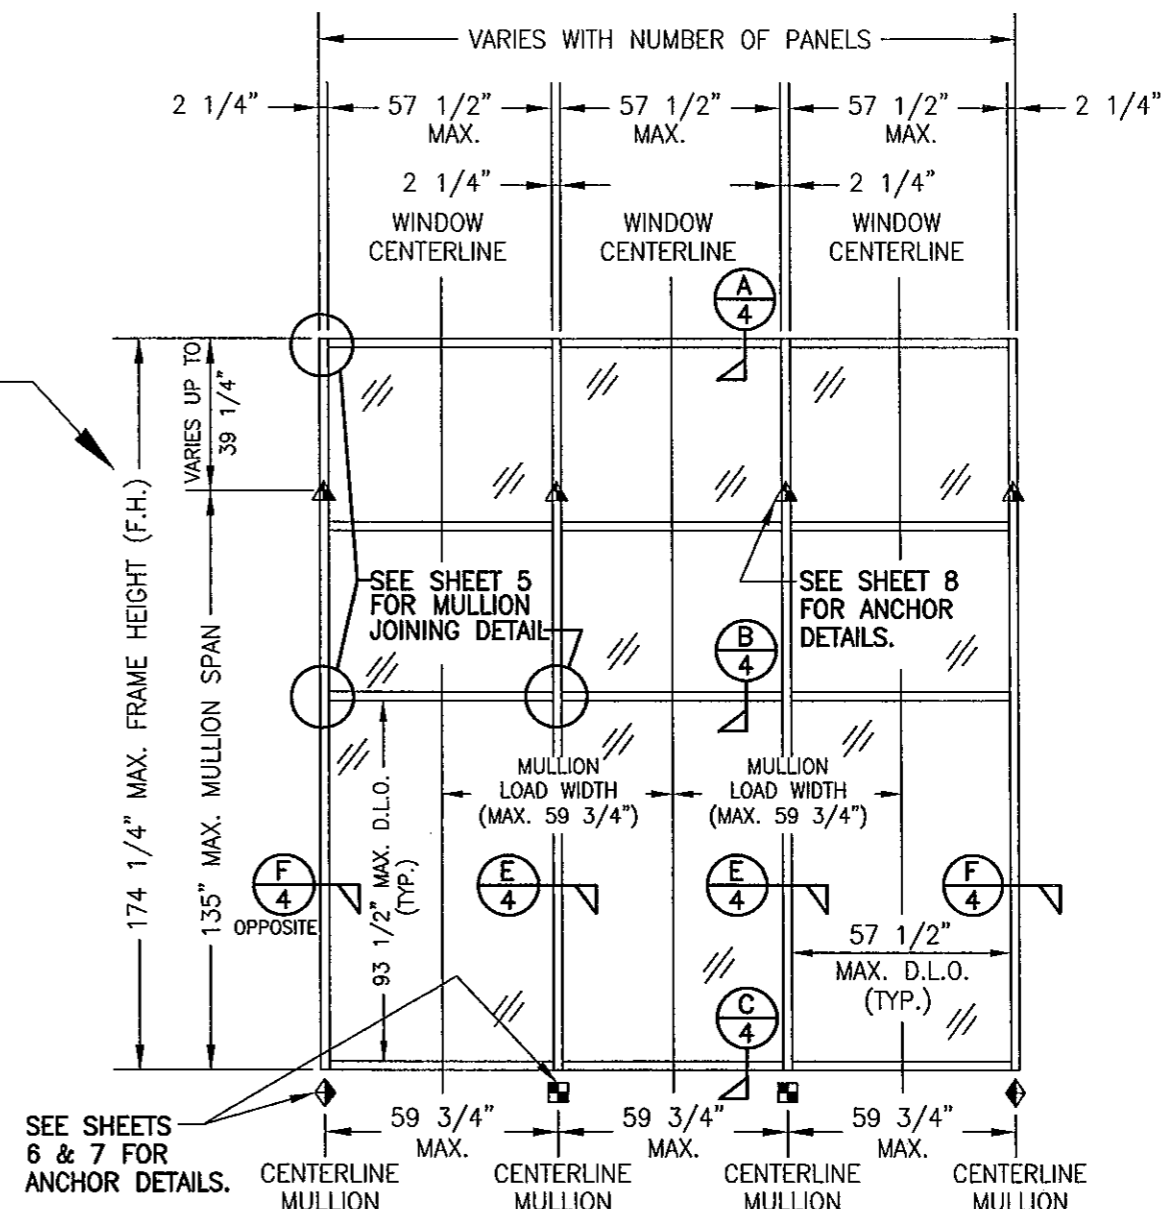 VARIES WITH NUMBER OF PANELS
2 1/4" 57 1/2" 57 1/2" 57 1/2" 2 1/4"
MAX. MAX. MAX.
2 1/4" 2 1/4"
WINDOW WINDOW WINDOW
CENTERLINE CENTERLINE CENTERLINE
A
4
VARIES UP TO
39 1/4"
174 1/4" MAX. FRAME HEIGHT (F.H.)
135" MAX. MULLION SPAN
SEE SHEET 5
FOR MULLION
JOINING DETAIL
SEE SHEET 8
FOR ANCHOR
DETAILS.
B
4
MULLION MULLION
LOAD WIDTH LOAD WIDTH
(MAX. 59 3/4") (MAX. 59 3/4")
93 1/2" MAX. D.L.O.
(TYP.)
F E E F
4 4 4 4
OPPOSITE
57 1/2"
MAX. D.L.O.
(TYP.)
C
4
SEE SHEETS
6 & 7 FOR
ANCHOR DETAILS.
59 3/4" 59 3/4" 59 3/4"
MAX. MAX. MAX.
CENTERLINE CENTERLINE CENTERLINE CENTERLINE
MULLION MULLION MULLION MULLION